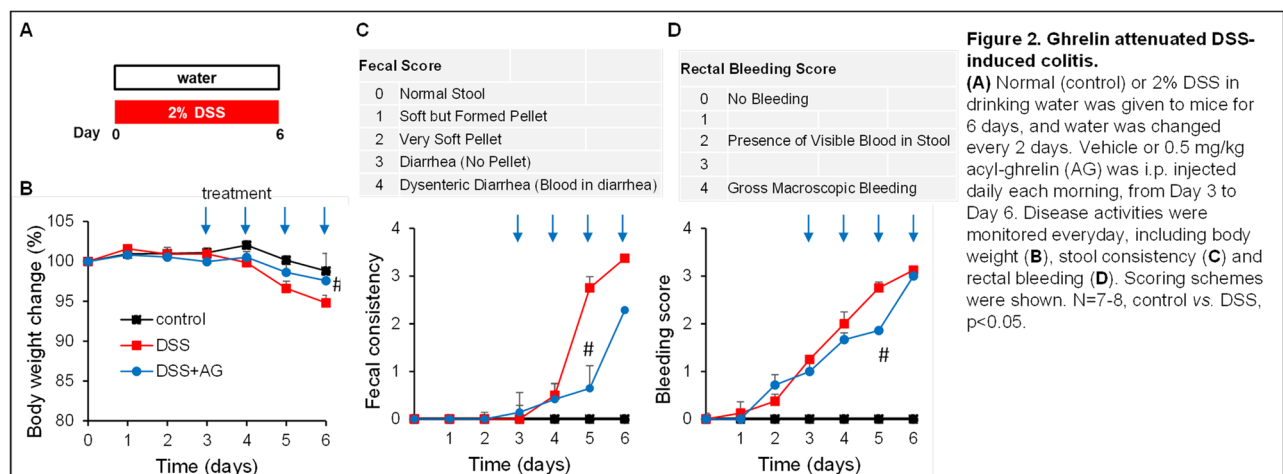 A
water
2% DSS
Day 0 6
B
treatment
Body weight change (%)
105
100
95
90
85
80
control
DSS
DSS+AG
#
0 1 2 3 4 5 6
Time (days)
C
Fecal Score
0 Normal Stool
1 Soft but Formed Pellet
2 Very Soft Pellet
3 Diarrhea (No Pellet)
4 Dysenteric Diarrhea (Blood in diarrhea)
Fecal consistency
4
3
2
1
0
#
1 2 3 4 5 6
Time (days)
D
Rectal Bleeding Score
0 No Bleeding
1
2 Presence of Visible Blood in Stool
3
4 Gross Macroscopic Bleeding
Bleeding score
4
3
2
1
0
#
1 2 3 4 5 6
Time (days)
Figure 2. Ghrelin attenuated DSS-
induced colitis.
(A) Normal (control) or 2% DSS in
drinking water was given to mice for
6 days, and water was changed
every 2 days. Vehicle or 0.5 mg/kg
acyl-ghrelin (AG) was i.p. injected
daily each morning, from Day 3 to
Day 6. Disease activities were
monitored everyday, including body
weight (B), stool consistency (C) and
rectal bleeding (D). Scoring schemes
were shown. N=7-8, control vs. DSS,
p<0.05.